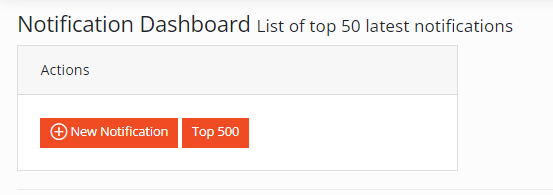 Notification Dashboard List of top 50 latest notifications
Actions
New Notification Top 500